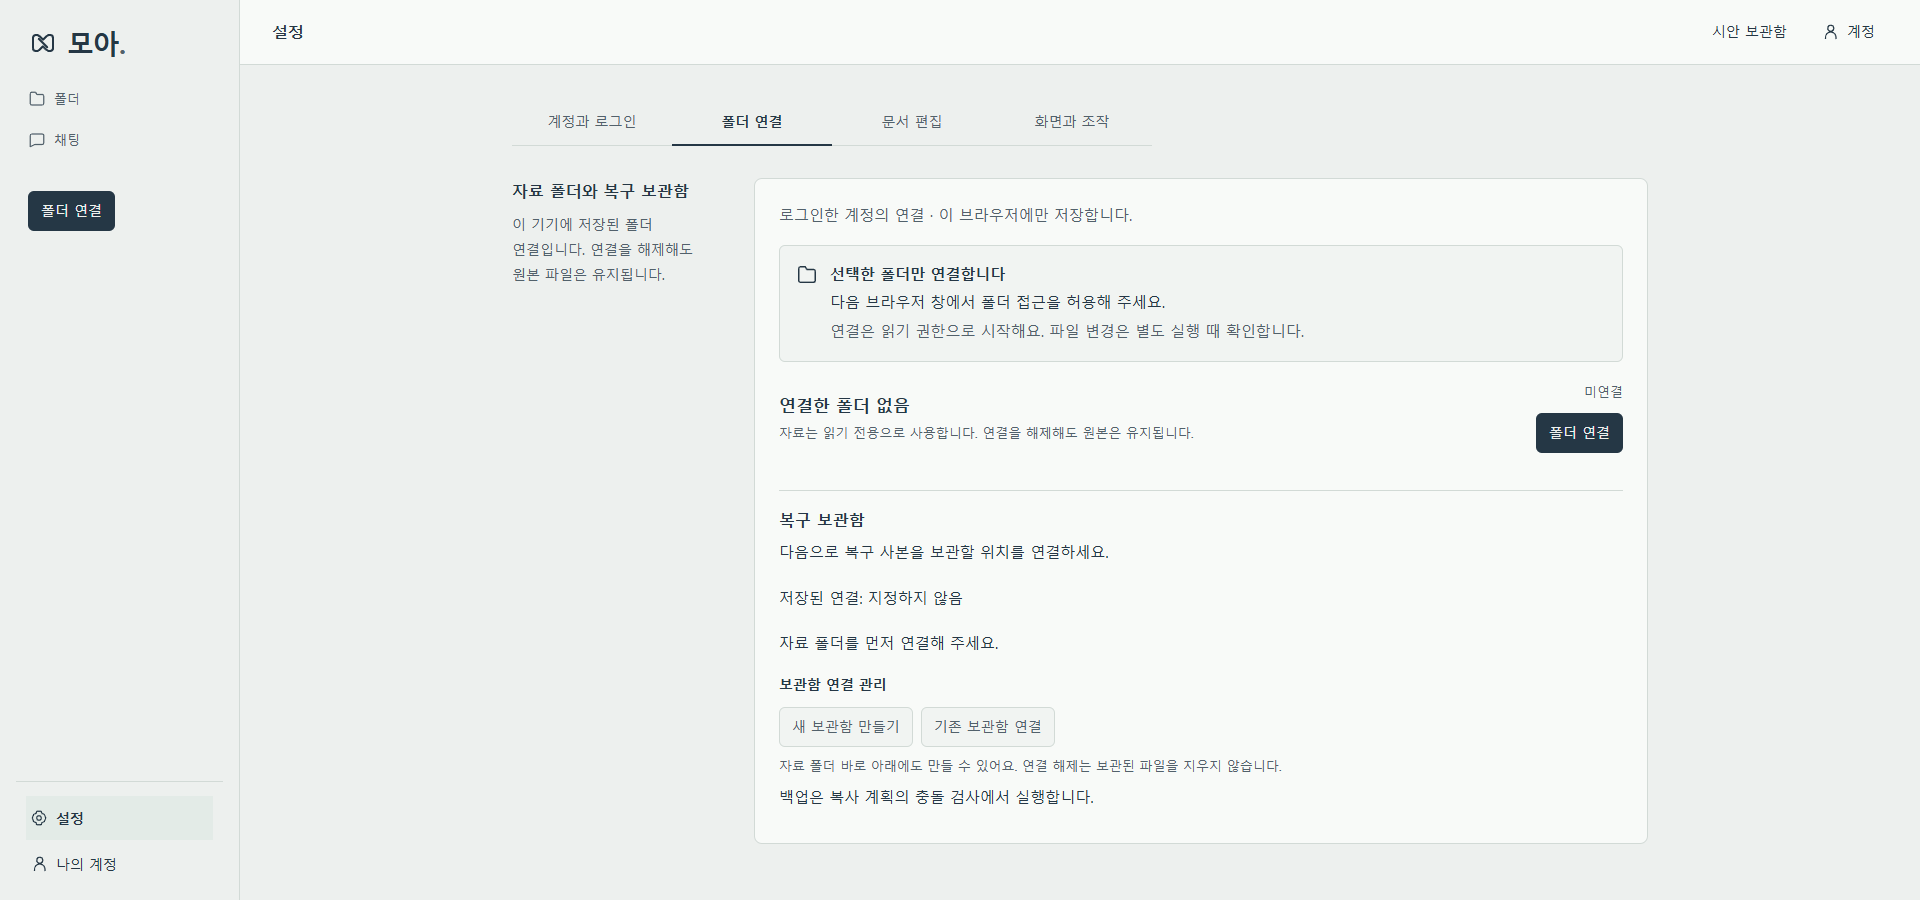 모아.
폴더
채팅
폴더 연결
설정
나의 계정
설정
시안 보관함
계정
계정과 로그인
폴더 연결
문서 편집
화면과 조작
자료 폴더와 복구 보관함
이 기기에 저장된 폴더
연결입니다. 연결을 해제해도
원본 파일은 유지됩니다.
로그인한 계정의 연결 · 이 브라우저에만 저장합니다.
선택한 폴더만 연결합니다
다음 브라우저 창에서 폴더 접근을 허용해 주세요.
연결은 읽기 권한으로 시작해요. 파일 변경은 별도 실행 때 확인합니다.
미연결
연결한 폴더 없음
자료는 읽기 전용으로 사용합니다. 연결을 해제해도 원본은 유지됩니다.
폴더 연결
복구 보관함
다음으로 복구 사본을 보관할 위치를 연결하세요.
저장된 연결: 지정하지 않음
자료 폴더를 먼저 연결해 주세요.
보관함 연결 관리
새 보관함 만들기
기존 보관함 연결
자료 폴더 바로 아래에도 만들 수 있어요. 연결 해제는 보관된 파일을 지우지 않습니다.
백업은 복사 계획의 충돌 검사에서 실행합니다.